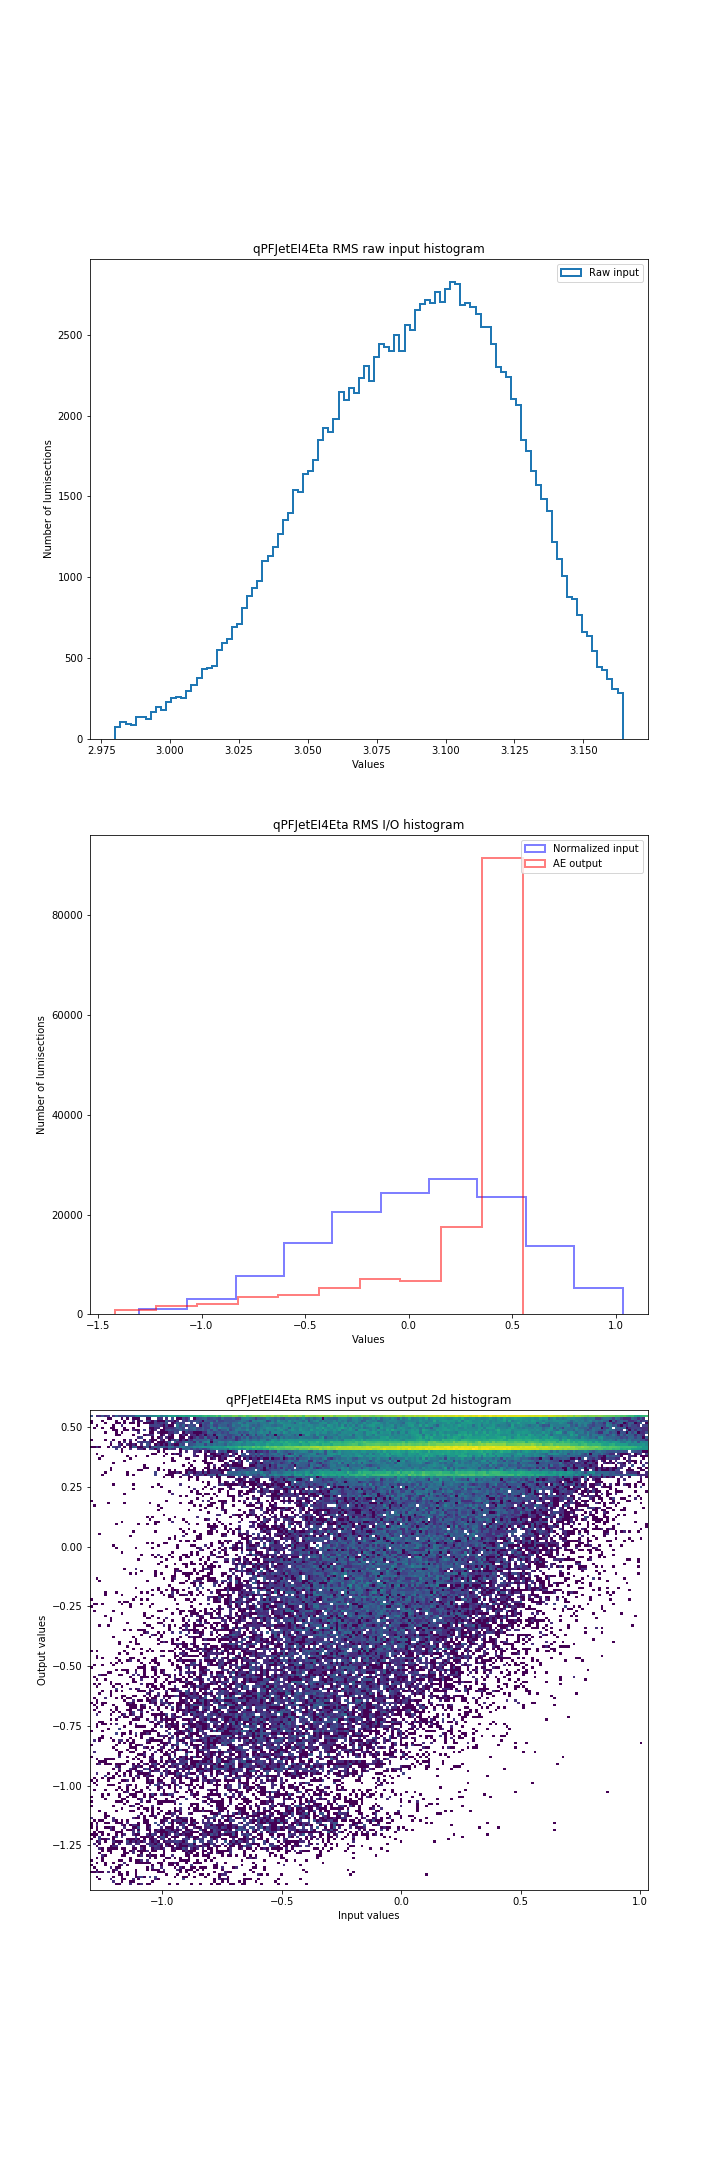 qPFJetEI4Eta RMS raw input histogram
Raw input
2500
2000
1500
1000
500
0
Number of lumisections
2.975 3.000 3.025 3.050 3.075 3.100 3.125 3.150
Values
qPFJetEI4Eta RMS I/O histogram
Normalized input
AE output
80000
60000
40000
20000
0
Number of lumisections
−1.5 −1.0 −0.5 0.0 0.5 1.0
Values
qPFJetEI4Eta RMS input vs output 2d histogram
0.50
0.25
0.00
−0.25
−0.50
−0.75
−1.00
−1.25
Output values
−1.0 −0.5 0.0 0.5 1.0
Input values